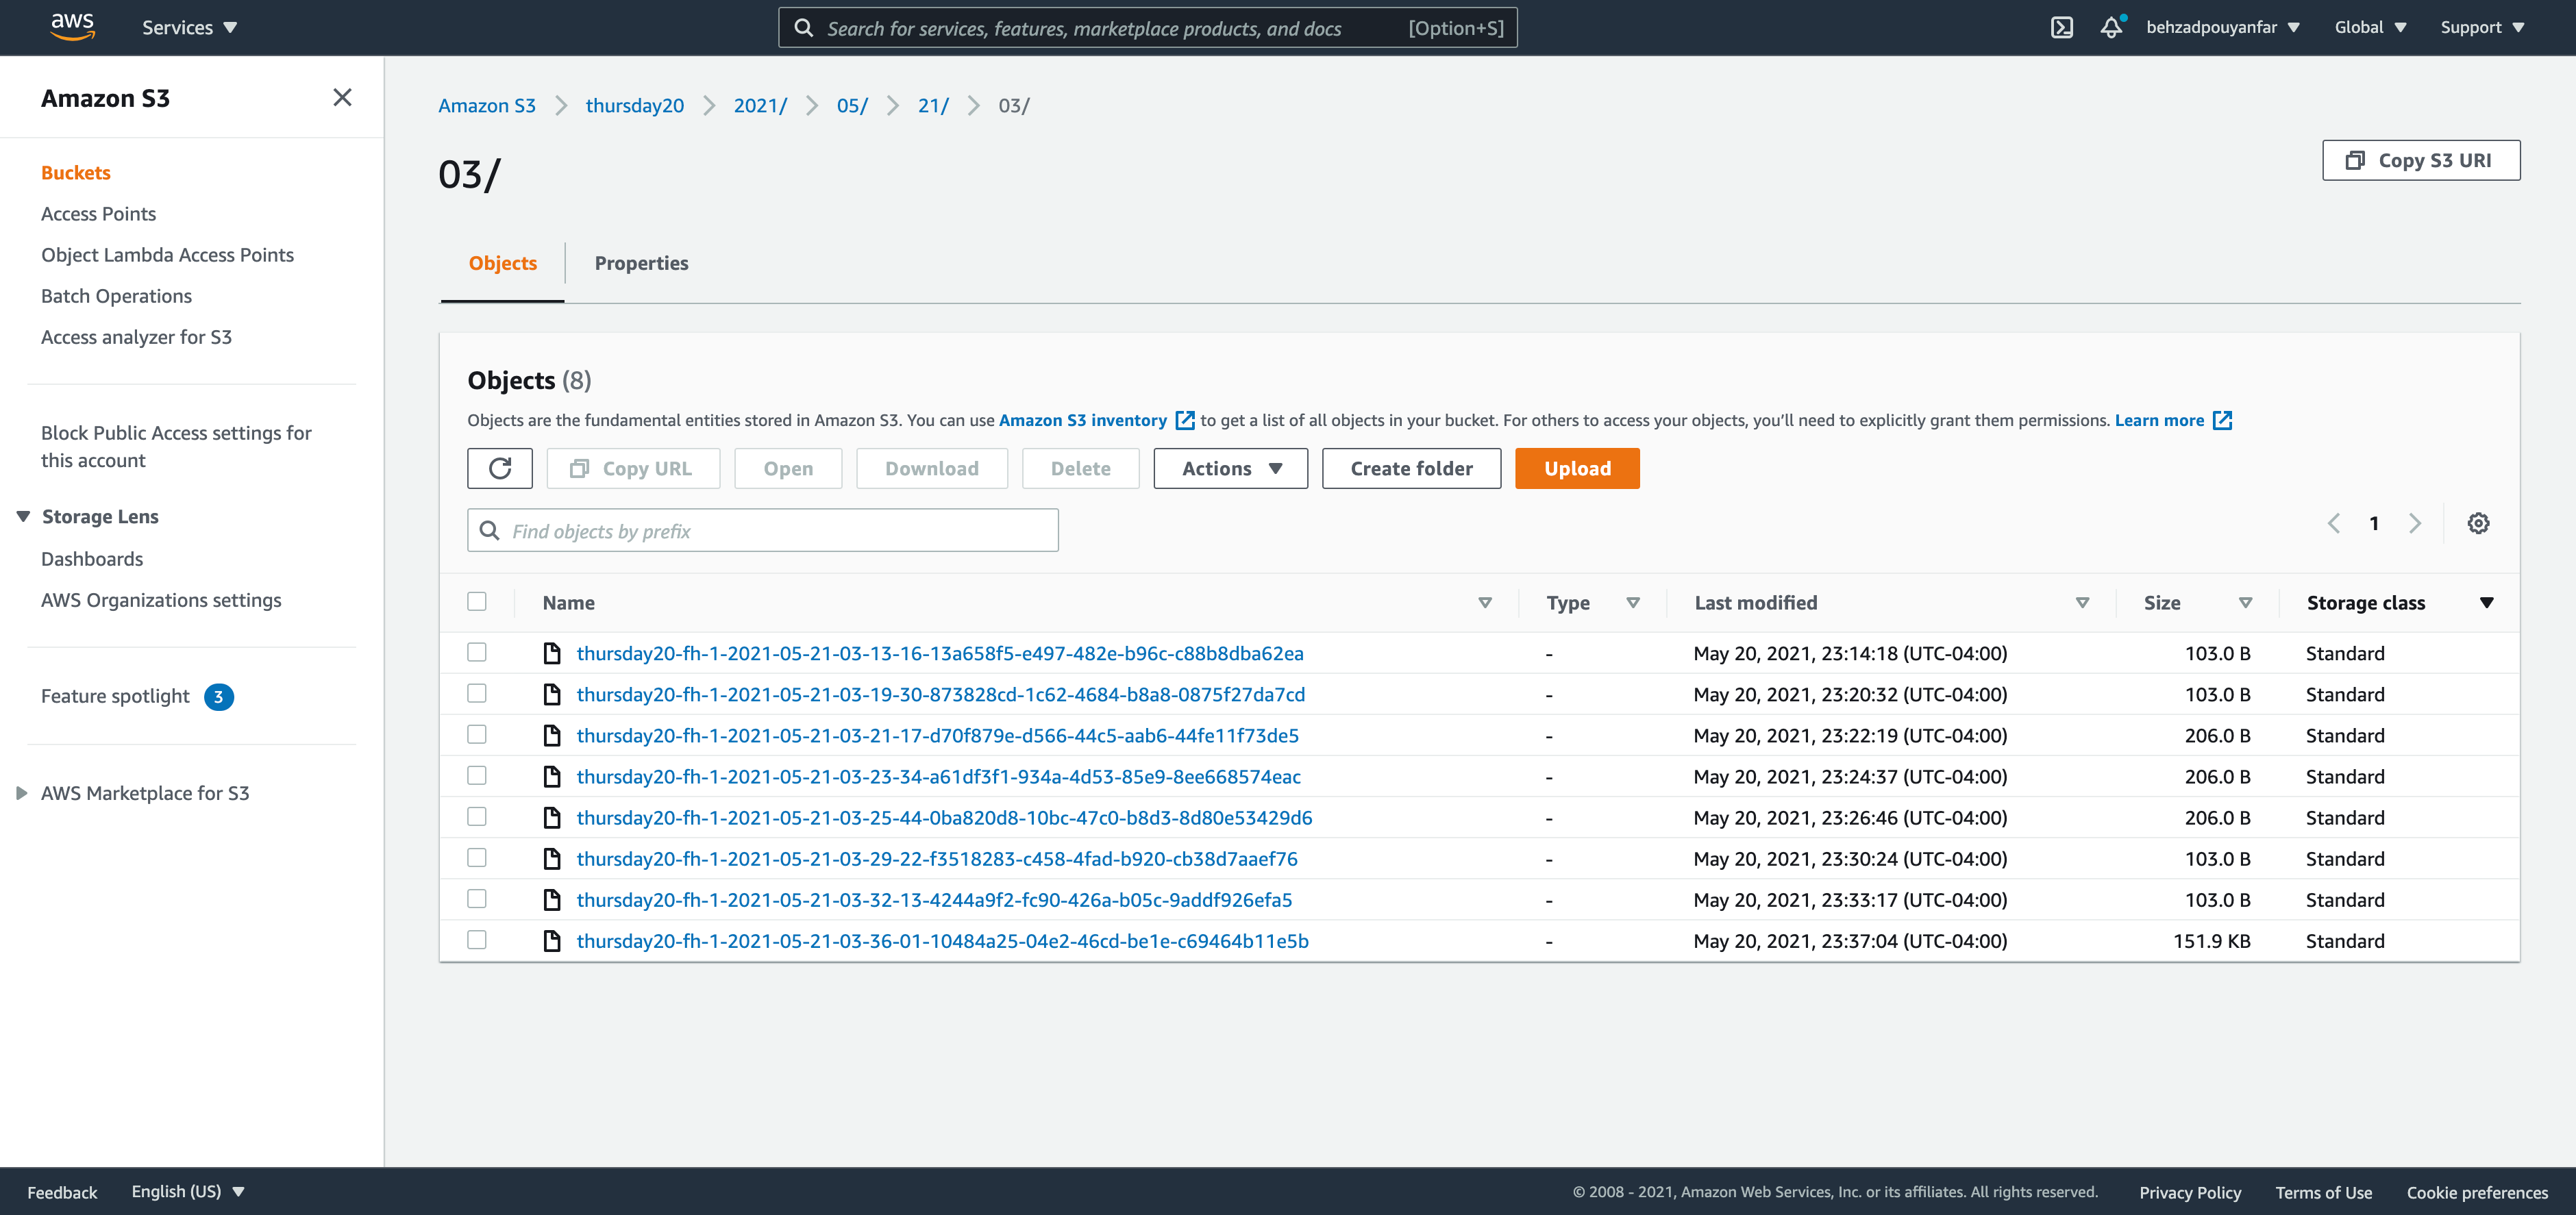 aws Services Search for services, features, marketplace products, and docs [Option+S] behzadpouyanfar Global Support
Amazon S3
Buckets
Access Points
Object Lambda Access Points
Batch Operations
Access analyzer for S3
Block Public Access settings for
this account
Storage Lens
Dashboards
AWS Organizations settings
Feature spotlight 3
AWS Marketplace for S3
Amazon S3 thursday20 2021/ 05/ 21/ 03/
03/
Copy S3 URI
Objects Properties
Objects (8)
Objects are the fundamental entities stored in Amazon S3. You can use Amazon S3 inventory to get a list of all objects in your bucket. For others to access your objects, you’ll need to explicitly grant them permissions. Learn more
Copy URL Open Download Delete Actions Create folder Upload
Find objects by prefix
1
Name Type Last modified Size Storage class
thursday20-fh-1-2021-05-21-03-13-16-13a658f5-e497-482e-b96c-c88b8dba62ea - May 20, 2021, 23:14:18 (UTC-04:00) 103.0 B Standard
thursday20-fh-1-2021-05-21-03-19-30-873828cd-1c62-4684-b8a8-0875f27da7cd - May 20, 2021, 23:20:32 (UTC-04:00) 103.0 B Standard
thursday20-fh-1-2021-05-21-03-21-17-d70f879e-d566-44c5-aab6-44fe11f73de5 - May 20, 2021, 23:22:19 (UTC-04:00) 206.0 B Standard
thursday20-fh-1-2021-05-21-03-23-34-a61df3f1-934a-4d53-85e9-8ee668574eac - May 20, 2021, 23:24:37 (UTC-04:00) 206.0 B Standard
thursday20-fh-1-2021-05-21-03-25-44-0ba820d8-10bc-47c0-b8d3-8d80e53429d6 - May 20, 2021, 23:26:46 (UTC-04:00) 206.0 B Standard
thursday20-fh-1-2021-05-21-03-29-22-f3518283-c458-4fad-b920-cb38d7aaef76 - May 20, 2021, 23:30:24 (UTC-04:00) 103.0 B Standard
thursday20-fh-1-2021-05-21-03-32-13-4244a9f2-fc90-426a-b05c-9addf926efa5 - May 20, 2021, 23:33:17 (UTC-04:00) 103.0 B Standard
thursday20-fh-1-2021-05-21-03-36-01-10484a25-04e2-46cd-be1e-c69464b11e5b - May 20, 2021, 23:37:04 (UTC-04:00) 151.9 KB Standard
Feedback English (US) © 2008 - 2021, Amazon Web Services, Inc. or its affiliates. All rights reserved. Privacy Policy Terms of Use Cookie preferences